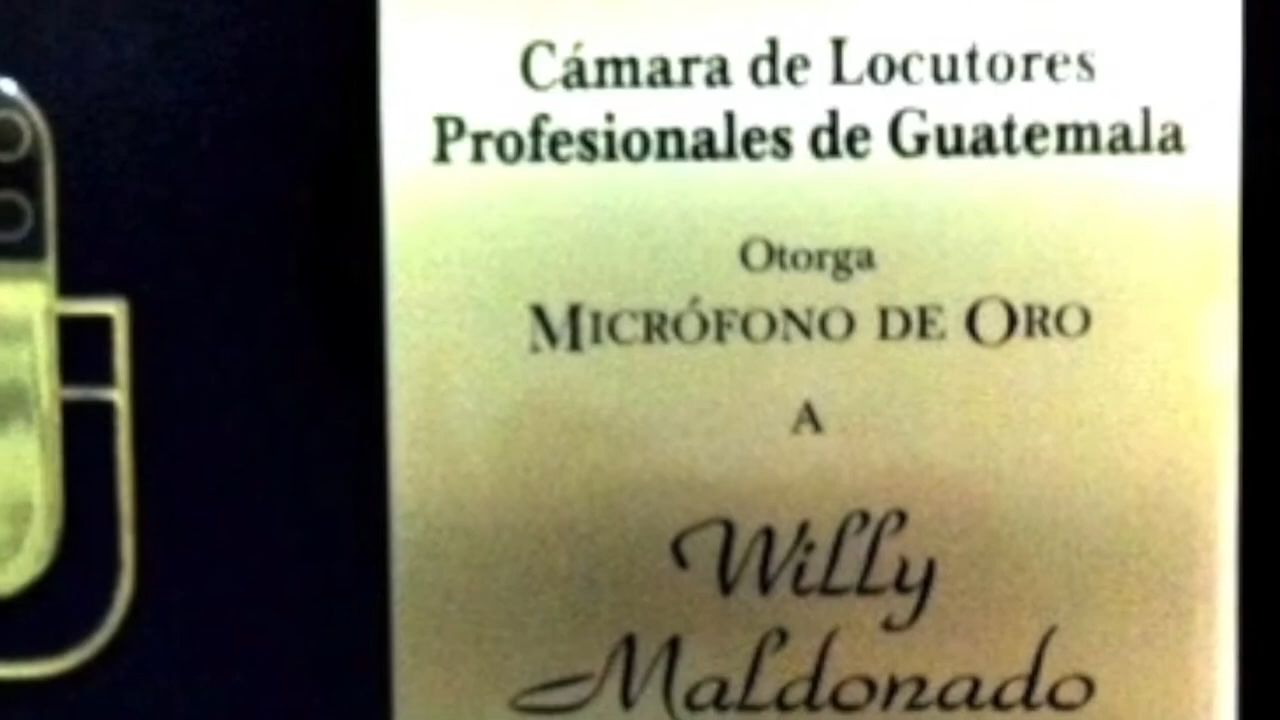 Cámara de Locutores
Profesionales de Guatemala
Otorga
MICRÓFONO DE ORO
A
Willy
Maldonado